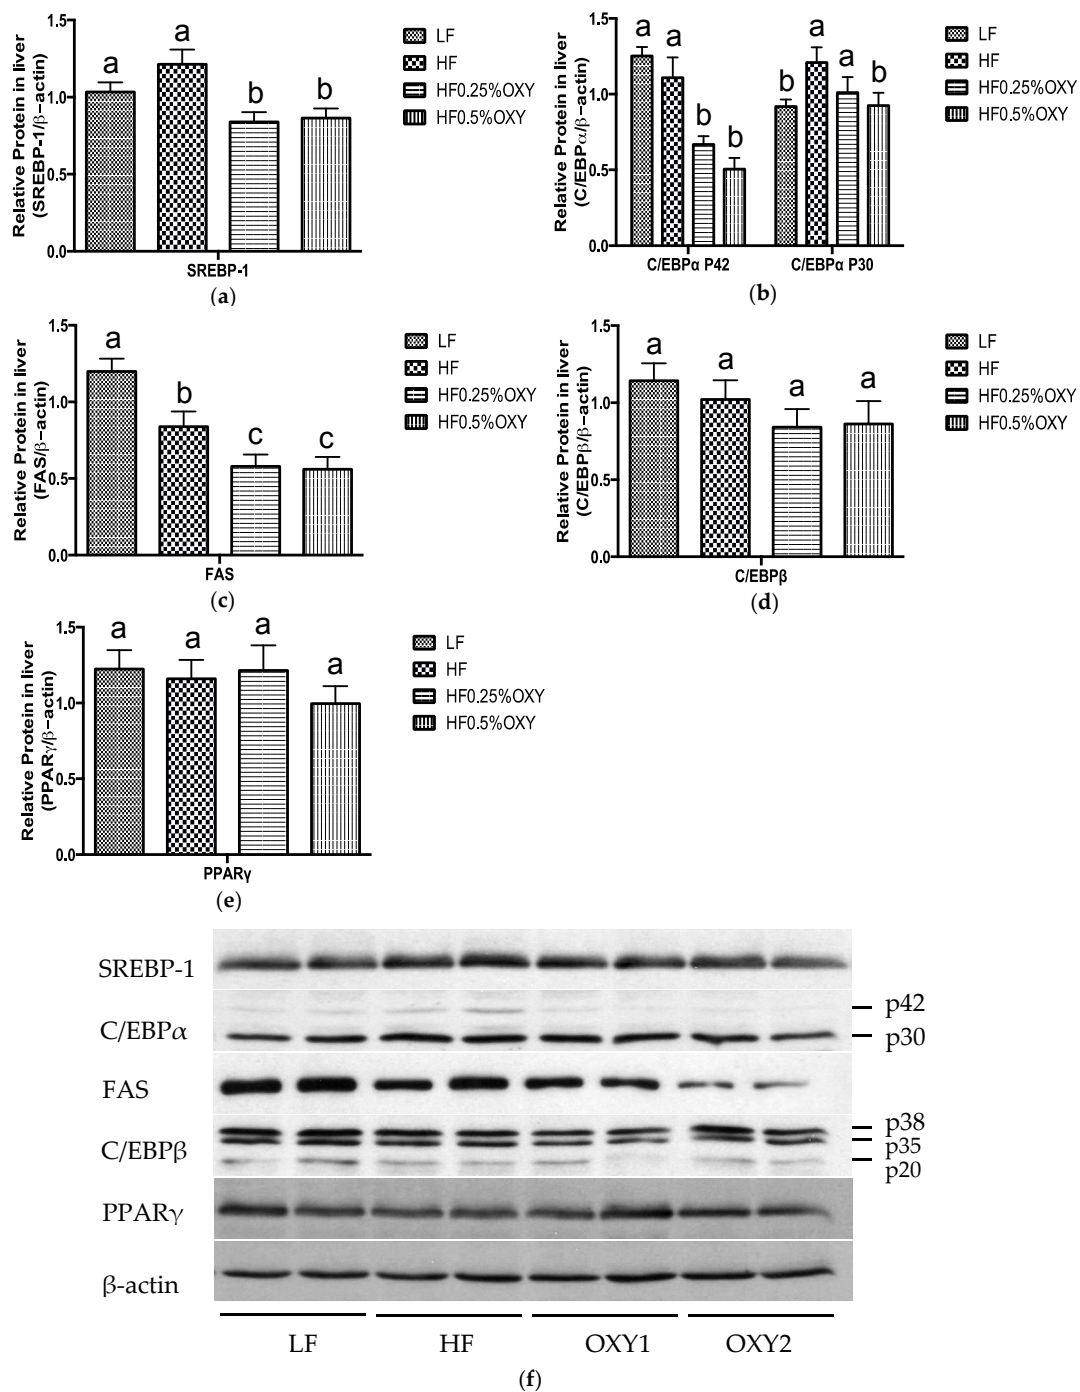 Relative Protein in liver
(SREBP-1/β-actin)
1.5
1.0
0.5
0.0
a
a
b
b
SREBP-1
LF
HF
HF0.25%OXY
HF0.5%OXY
(a)
Relative Protein in liver
(C/EBPα/β-actin)
1.5
1.0
0.5
0.0
a
a
b
b
b
a
a
b
C/EBPα P42
C/EBPα P30
LF
HF
HF0.25%OXY
HF0.5%OXY
(b)
Relative Protein in liver
(FAS/β-actin)
1.5
1.0
0.5
0.0
a
b
c
c
FAS
LF
HF
HF0.25%OXY
HF0.5%OXY
(c)
Relative Protein in liver
(C/EBPβ/β-actin)
1.5
1.0
0.5
0.0
a
a
a
a
C/EBPβ
LF
HF
HF0.25%OXY
HF0.5%OXY
(d)
Relative Protein in liver
(PPARγ/β-actin)
1.5
1.0
0.5
0.0
a
a
a
a
PPARγ
LF
HF
HF0.25%OXY
HF0.5%OXY
(e)
SREBP-1
C/EBPα
p42
p30
FAS
C/EBPβ
p38
p35
p20
PPARγ
β-actin
LF
HF
OXY1
OXY2
(f)